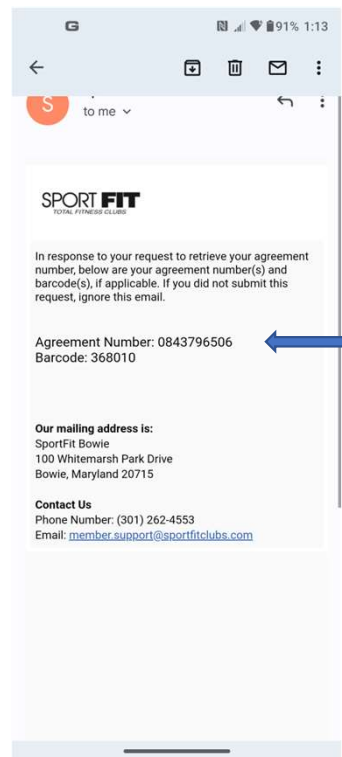 G 91% 1:13
S
to me
SPORT FIT
TOTAL FITNESS CLUBS
In response to your request to retrieve your agreement
number, below are your agreement number(s) and
barcode(s), if applicable. If you did not submit this
request, ignore this email.
Agreement Number: 0843796506
Barcode: 368010
Our mailing address is:
SportFit Bowie
100 Whitemarsh Park Drive
Bowie, Maryland 20715
Contact Us
Phone Number: (301) 262-4553
Email: member.support@sportfitclubs.com